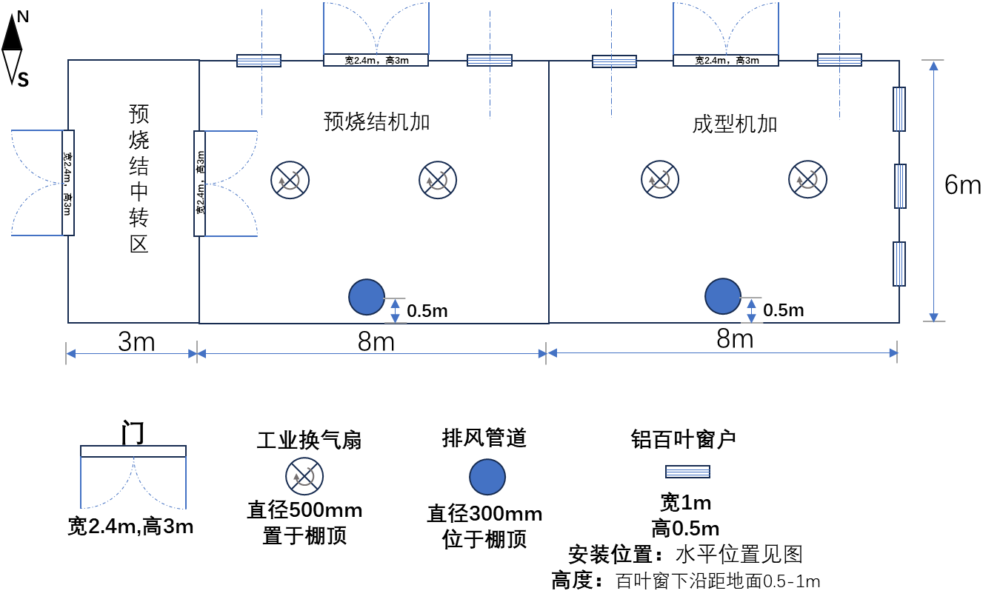 N
S
宽2.4m，高3m
宽2.4m，高3m
预烧结中转区
预烧结机加
成型机加
宽2.4m，高3m
宽2.4m，高3m
6m
0.5m
0.5m
3m
8m
8m
门
宽2.4m,高3m
工业换气扇
直径500mm
置于棚顶
排风管道
直径300mm
位于棚顶
铝百叶窗户
宽1m
高0.5m
安装位置：水平位置见图
高度：百叶窗下沿距地面0.5-1m